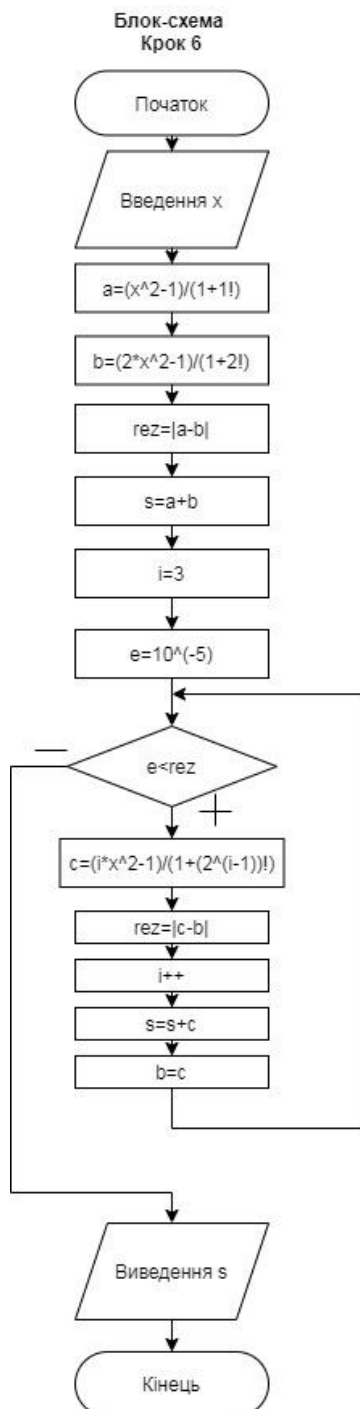 Блок-схема
Крок 6
Початок
Введення x
a=(x^2-1)/(1+1!)
b=(2*x^2-1)/(1+2!)
rez=|a-b|
s=a+b
i=3
e=10^(-5)
e<rez
c=(i*x^2-1)/(1+(2^(i-1))!)
rez=|c-b|
i++
s=s+c
b=c
Виведення s
Кінець